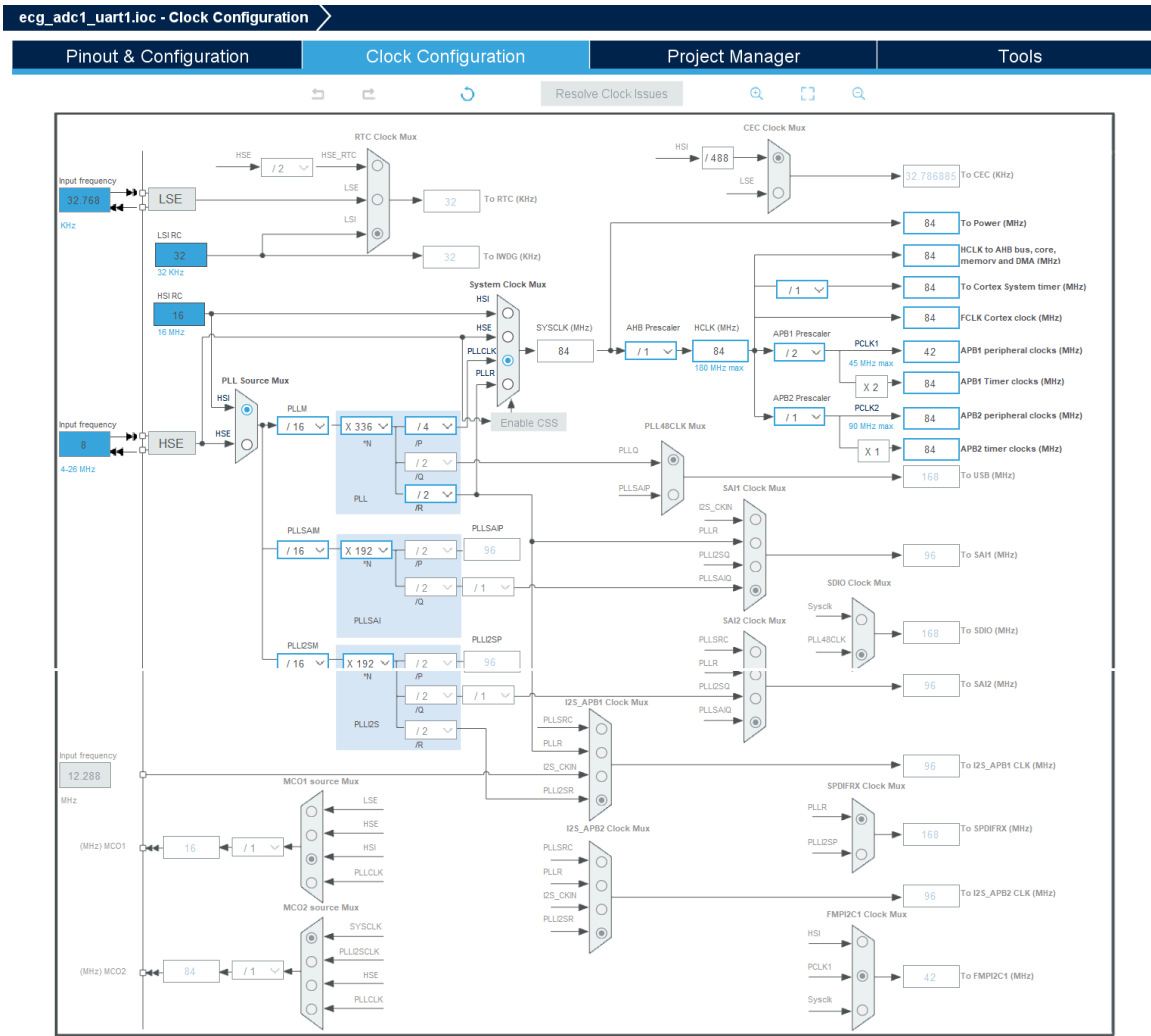 ecg_adc1_uart1.ioc - Clock Configuration
Pinout & Configuration
Clock Configuration
Project Manager
Tools
Resolve Clock Issues
RTC Clock Mux
CEC Clock Mux
HSE
/ 2
HSE_RTC
HSI
/ 488
Input frequency
32.768
KHz
LSE
LSE
32
To RTC (KHz)
LSE
32.786885
To CEC (KHz)
LSI
LSI RC
32
32 KHz
32
To IWDG (KHz)
84
To Power (MHz)
84
HCLK to AHB bus, core,
memory and DMA (MHz)
/ 1
84
To Cortex System timer (MHz)
84
FCLK Cortex clock (MHz)
HSI RC
16
16 MHz
System Clock Mux
HSI
HSE
PLLCLK
PLLR
SYSCLK (MHz)
84
AHB Prescaler
/ 1
HCLK (MHz)
84
180 MHz max
APB1 Prescaler
/ 2
PCLK1
45 MHz max
42
APB1 peripheral clocks (MHz)
X 2
84
APB1 Timer clocks (MHz)
APB2 Prescaler
/ 1
PCLK2
90 MHz max
84
APB2 peripheral clocks (MHz)
X 1
84
APB2 timer clocks (MHz)
Enable CSS
PLL Source Mux
HSI
HSE
Input frequency
8
4-26 MHz
HSE
PLLM
/ 16
X 336
*N
/ 4
/P
/ 2
/Q
/ 2
/R
PLL
PLL48CLK Mux
PLLQ
PLLSAIP
168
To USB (MHz)
PLLSAIM
/ 16
X 192
*N
/ 2
/P
PLLSAIP
96
/ 2
/Q
/ 1
PLLSAI
SAI1 Clock Mux
I2S_CKIN
PLLR
PLLI2SQ
PLLSAIQ
96
To SAI1 (MHz)
SDIO Clock Mux
Sysclk
PLL48CLK
168
To SDIO (MHz)
PLLI2SM
/ 16
X 192
*N
/ 2
/P
PLLI2SP
96
/ 2
/Q
/ 1
/ 2
/R
PLLI2S
SAI2 Clock Mux
PLLSRC
PLLR
PLLI2SQ
PLLSAIQ
96
To SAI2 (MHz)
I2S_APB1 Clock Mux
PLLSRC
PLLR
I2S_CKIN
PLLI2SR
96
To I2S_APB1 CLK (MHz)
Input frequency
12.288
MHz
MCO1 source Mux
LSE
HSE
HSI
PLLCLK
(MHz) MCO1
16
/ 1
SPDIFRX Clock Mux
PLLR
PLLI2SP
168
To SPDIFRX (MHz)
I2S_APB2 Clock Mux
PLLSRC
PLLR
I2S_CKIN
PLLI2SR
96
To I2S_APB2 CLK (MHz)
MCO2 source Mux
SYSCLK
PLLI2SCLK
HSE
PLLCLK
(MHz) MCO2
84
/ 1
FMPI2C1 Clock Mux
HSI
PCLK1
Sysclk
42
To FMPI2C1 (MHz)